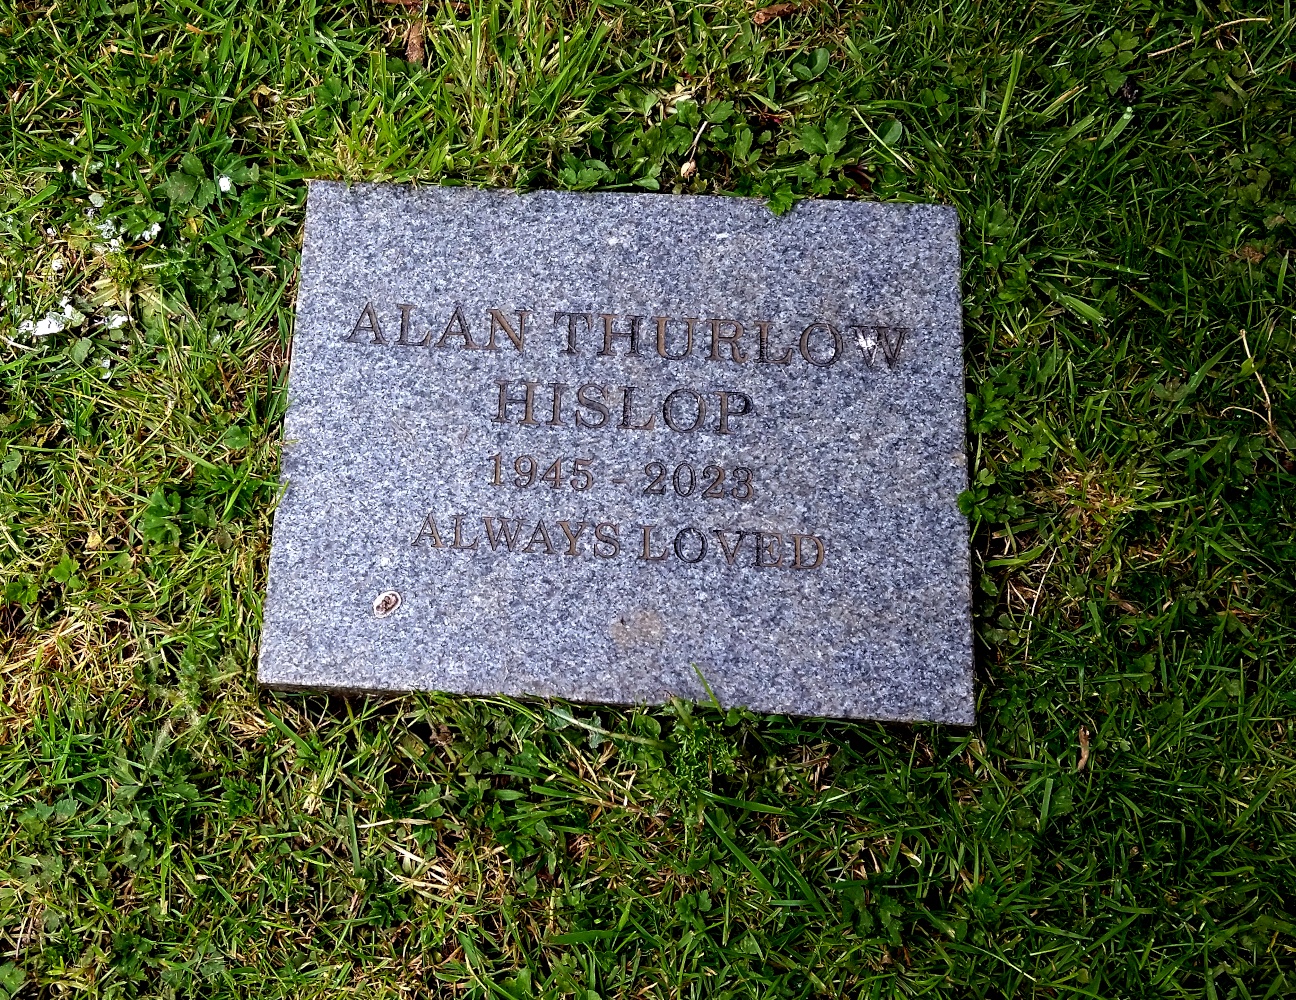 ALAN THURLOW
HISLOP
1945 - 2023
ALWAYS LOVED